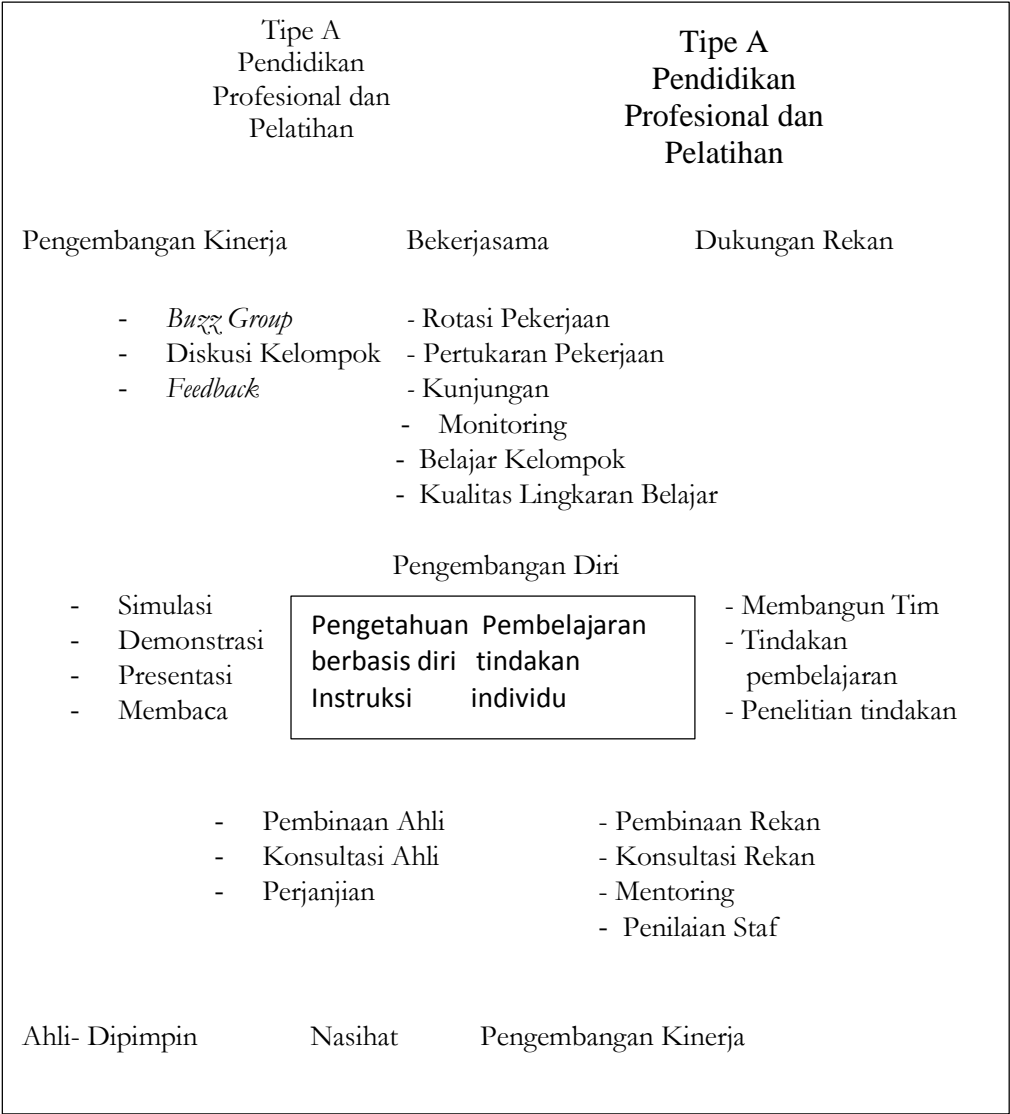 Tipe A
Pendidikan
Profesional dan
Pelatihan
Tipe A
Pendidikan
Profesional dan
Pelatihan
Pengembangan Kinerja Bekerjasama Dukungan Rekan
- Buzz Group - Rotasi Pekerjaan
- Diskusi Kelompok - Pertukaran Pekerjaan
- Feedback - Kunjungan
- Monitoring
- Belajar Kelompok
- Kualitas Lingkaran Belajar
Pengembangan Diri
- Simulasi
- Demonstrasi
- Presentasi
- Membaca
Pengetahuan Pembelajaran
berbasis diri tindakan
Instruksi individu
- Membangun Tim
- Tindakan
pembelajaran
- Penelitian tindakan
- Pembinaan Ahli - Pembinaan Rekan
- Konsultasi Ahli - Konsultasi Rekan
- Perjanjian - Mentoring
- Penilaian Staf
Ahli- Dipimpin Nasihat Pengembangan Kinerja